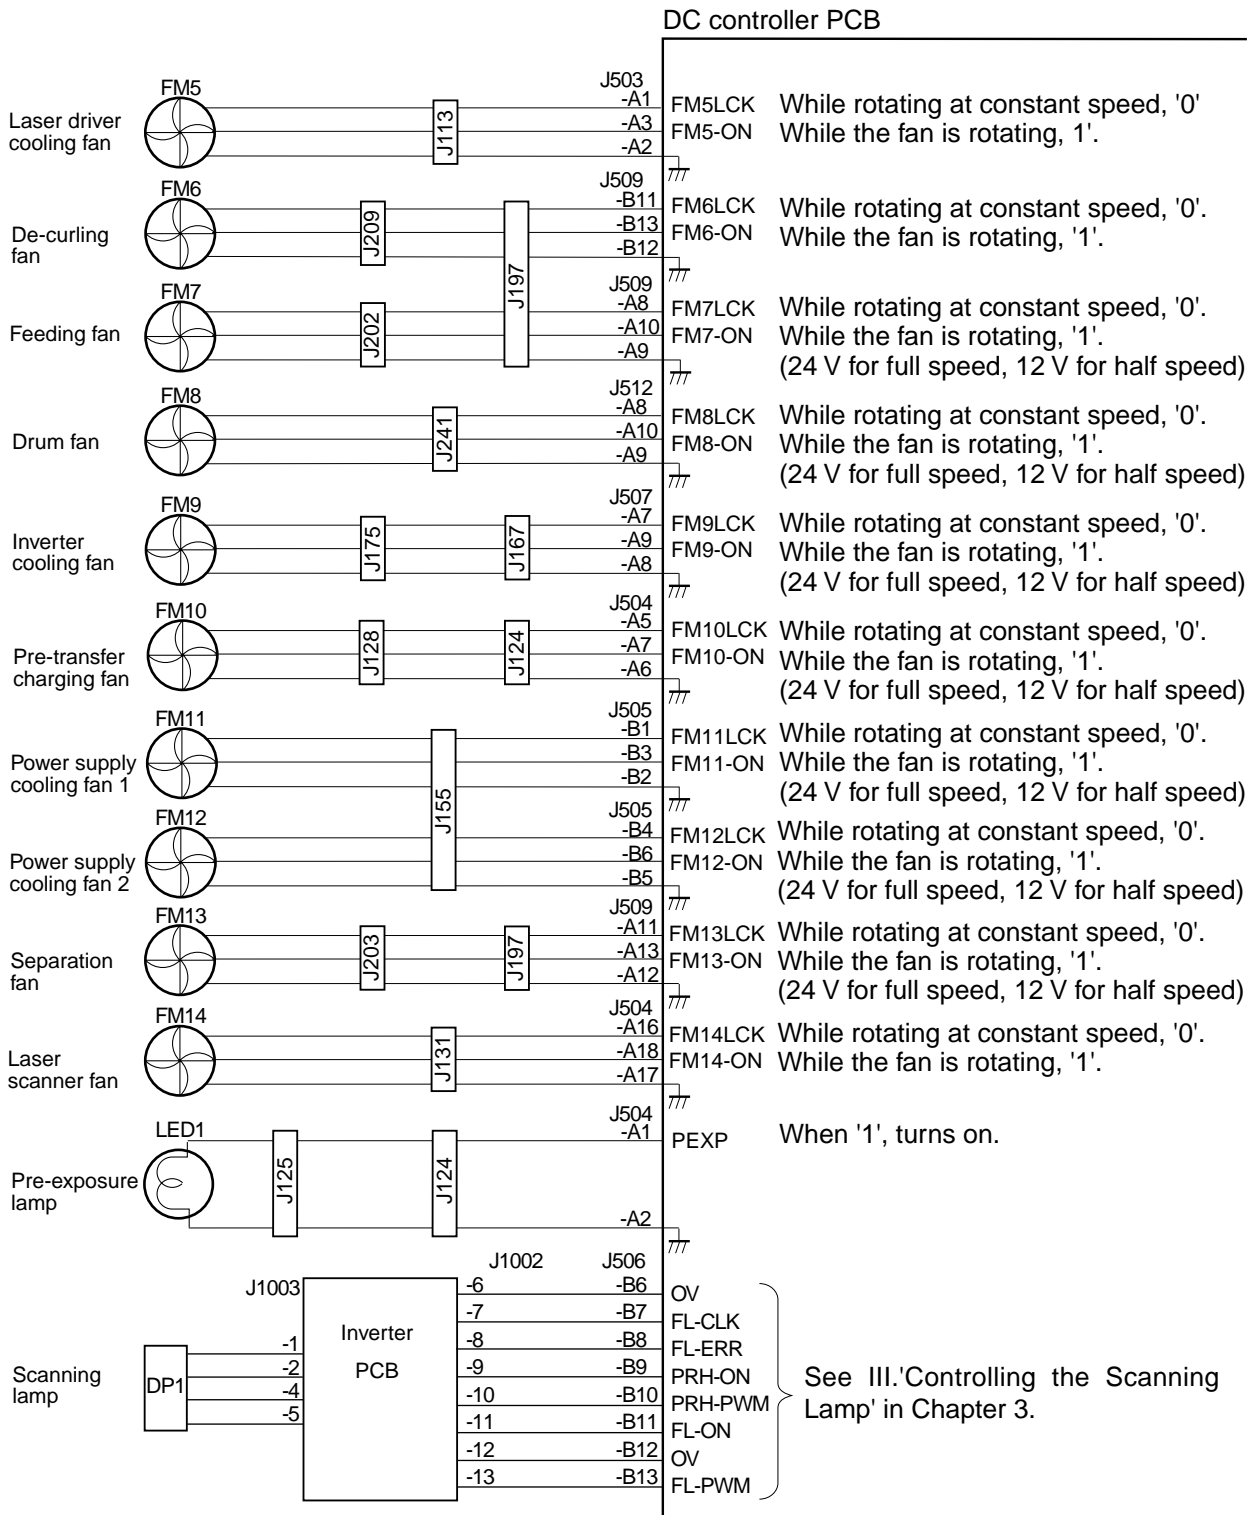 DC controller PCB
FM5
J503
Laser driver
cooling fan
J113
-A1
-A3
-A2
FM5LCK
FM5-ON
While rotating at constant speed, '0'
While the fan is rotating, 1'.
FM6
J509
De-curling
fan
J209
J197
-B11
-B13
-B12
FM6LCK
FM6-ON
While rotating at constant speed, '0'.
While the fan is rotating, '1'.
FM7
J509
Feeding fan
J202
-A8
-A10
-A9
FM7LCK
FM7-ON
While rotating at constant speed, '0'.
While the fan is rotating, '1'.
(24 V for full speed, 12 V for half speed)
FM8
J512
Drum fan
J241
-A8
-A10
-A9
FM8LCK
FM8-ON
While rotating at constant speed, '0'.
While the fan is rotating, '1'.
(24 V for full speed, 12 V for half speed)
FM9
J507
Inverter
cooling fan
J175
J167
-A7
-A9
-A8
FM9LCK
FM9-ON
While rotating at constant speed, '0'.
While the fan is rotating, '1'.
(24 V for full speed, 12 V for half speed)
FM10
J504
Pre-transfer
charging fan
J128
J124
-A5
-A7
-A6
FM10LCK
FM10-ON
While rotating at constant speed, '0'.
While the fan is rotating, '1'.
(24 V for full speed, 12 V for half speed)
FM11
J505
Power supply
cooling fan 1
J155
-B1
-B3
-B2
FM11LCK
FM11-ON
While rotating at constant speed, '0'.
While the fan is rotating, '1'.
(24 V for full speed, 12 V for half speed)
FM12
J505
Power supply
cooling fan 2
-B4
-B6
-B5
FM12LCK
FM12-ON
While rotating at constant speed, '0'.
While the fan is rotating, '1'.
(24 V for full speed, 12 V for half speed)
FM13
J509
Separation
fan
J203
J197
-A11
-A13
-A12
FM13LCK
FM13-ON
While rotating at constant speed, '0'.
While the fan is rotating, '1'.
(24 V for full speed, 12 V for half speed)
FM14
J504
Laser
scanner fan
J131
-A16
-A18
-A17
FM14LCK
FM14-ON
While rotating at constant speed, '0'.
While the fan is rotating, '1'.
LED1
J504
Pre-exposure
lamp
J125
J124
-A1
-A2
PEXP
When '1', turns on.
J1002
J506
J1003
Scanning
lamp
DP1
-1
-2
-4
-5
Inverter
PCB
-6
-7
-8
-9
-10
-11
-12
-13
-B6
-B7
-B8
-B9
-B10
-B11
-B12
-B13
OV
FL-CLK
FL-ERR
PRH-ON
PRH-PWM
FL-ON
OV
FL-PWM
See III.'Controlling the Scanning
Lamp' in Chapter 3.